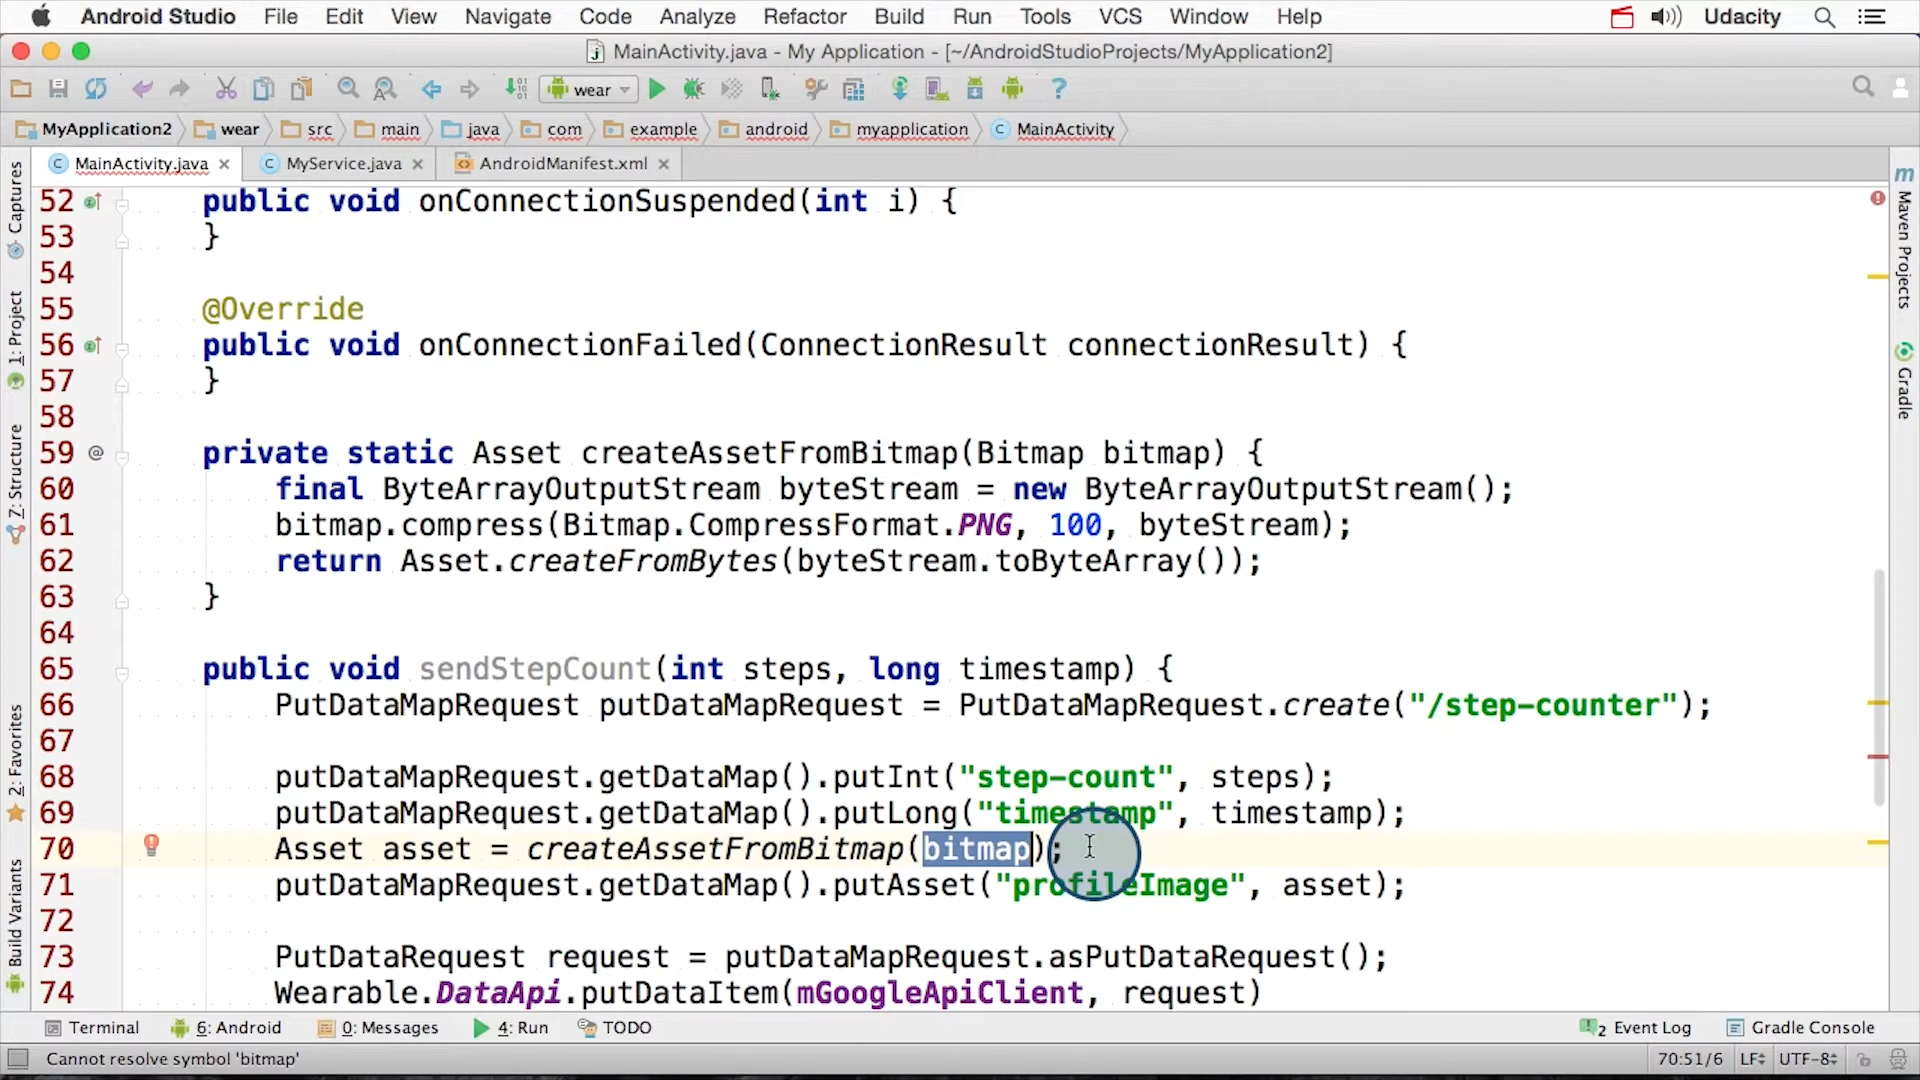 Android Studio File Edit View Navigate Code Analyze Refactor Build Run Tools VCS Window Help Udacity
MainActivity.java - My Application - [~/AndroidStudioProjects/MyApplication2]
wear
MyApplication2 wear src main java com example android myapplication MainActivity
MainActivity.java MyService.java AndroidManifest.xml
Captures
1: Project
7: Structure
2: Favorites
Build Variants
52 public void onConnectionSuspended(int i) {
53 }
54
55 @Override
56 public void onConnectionFailed(ConnectionResult connectionResult) {
57 }
58
59 @ private static Asset createAssetFromBitmap(Bitmap bitmap) {
60 final ByteArrayOutputStream byteStream = new ByteArrayOutputStream();
61 bitmap.compress(Bitmap.CompressFormat.PNG, 100, byteStream);
62 return Asset.createFromBytes(byteStream.toByteArray());
63 }
64
65 public void sendStepCount(int steps, long timestamp) {
66 PutDataMapRequest putDataMapRequest = PutDataMapRequest.create("/step-counter");
67
68 putDataMapRequest.getDataMap().putInt("step-count", steps);
69 putDataMapRequest.getDataMap().putLong("timestamp", timestamp);
70 Asset asset = createAssetFromBitmap(bitmap);
71 putDataMapRequest.getDataMap().putAsset("profileImage", asset);
72
73 PutDataRequest request = putDataMapRequest.asPutDataRequest();
74 Wearable.DataApi.putDataItem(mGoogleApiClient, request)
m Maven Projects
Gradle
Terminal 6: Android 0: Messages 4: Run TODO 2 Event Log Gradle Console
Cannot resolve symbol 'bitmap' 70:51/6 LF UTF-8